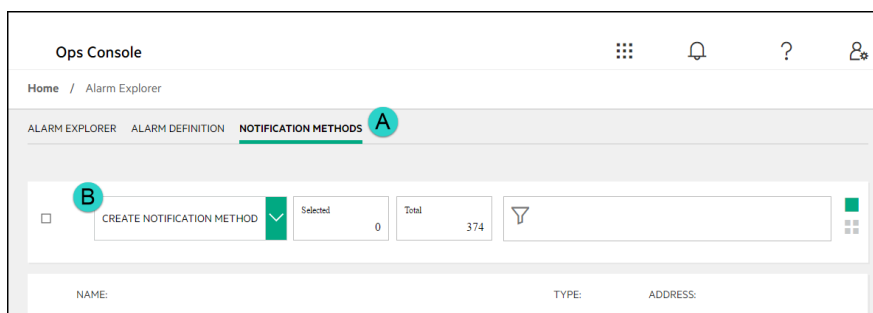 Ops Console
?
Home / Alarm Explorer
ALARM EXPLORER ALARM DEFINITION NOTIFICATION METHODS A
B
CREATE NOTIFICATION METHOD Selected 0 Total 374
NAME: TYPE: ADDRESS: